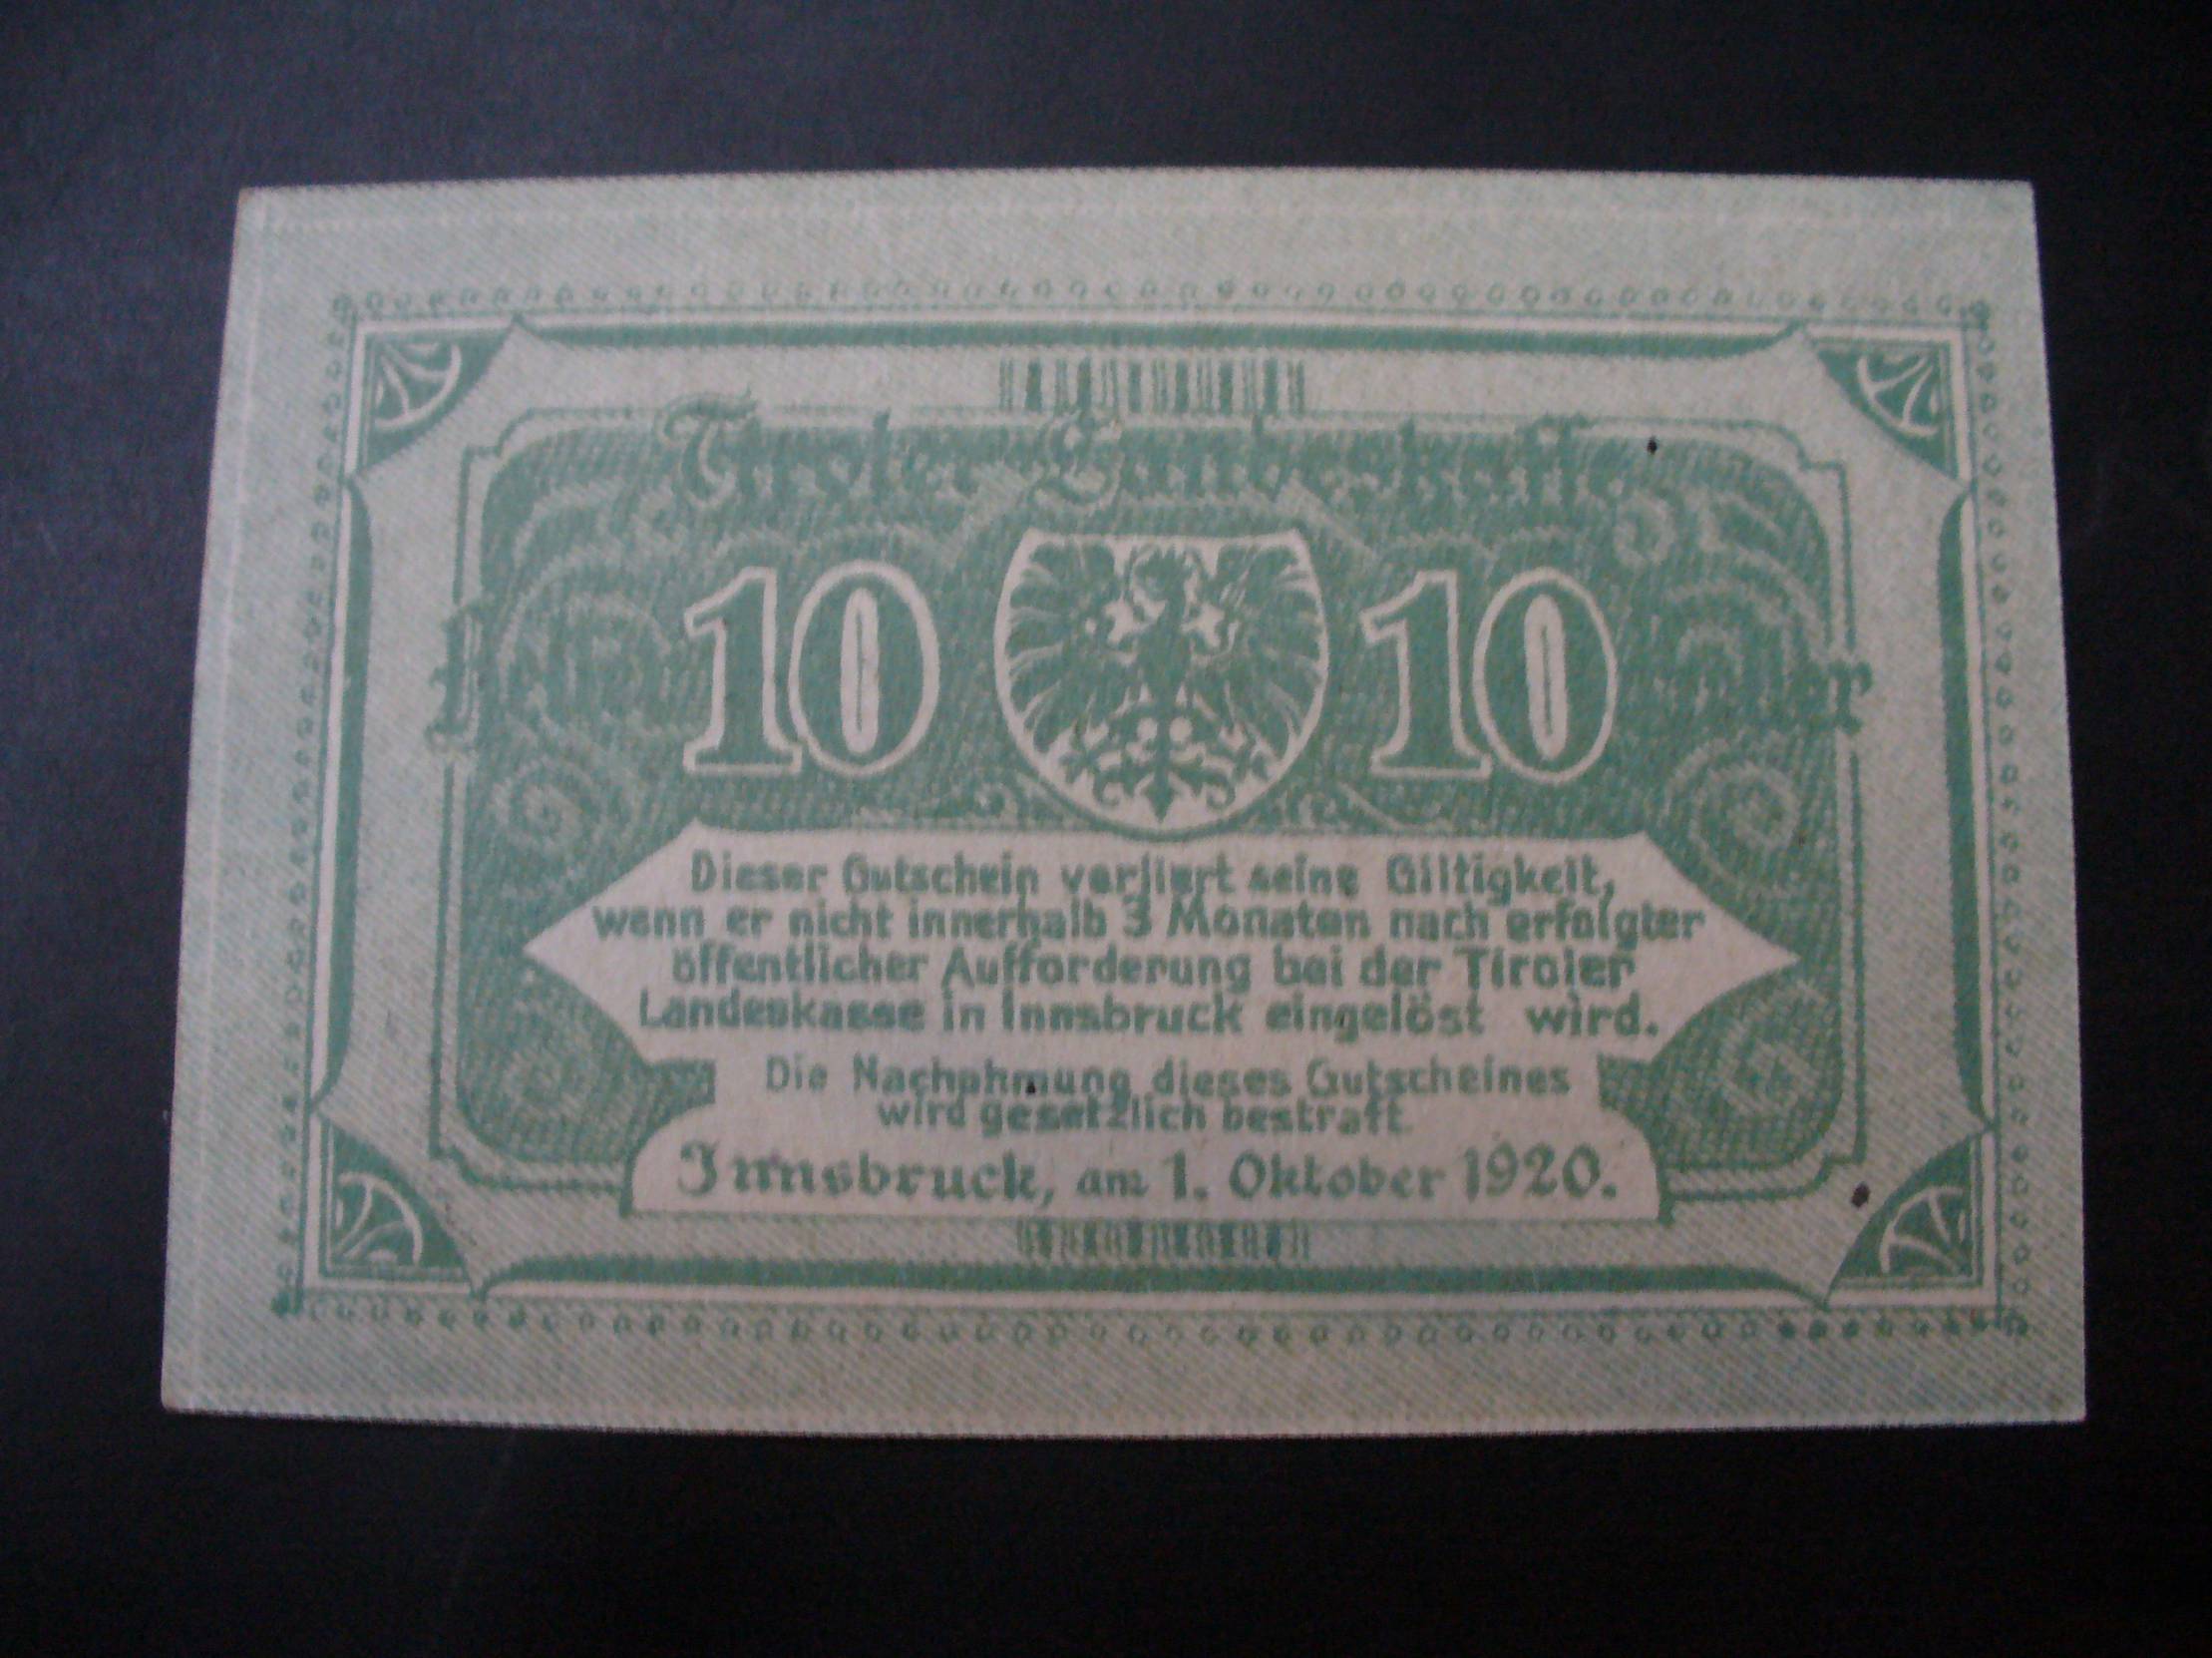 Tiroler
10 10
Dieser Gutschein verliert seine Giltigkeit,
wenn er nicht innerhalb 3 Monaten nach erfolgter
öffentlicher Aufforderung bei der Tiroler
Landeskasse in Innsbruck eingelöst wird.
Die Nachahmung dieses Gutscheines
wird gesetzlich bestraft.
Innsbruck, am 1. Oktober 1920.